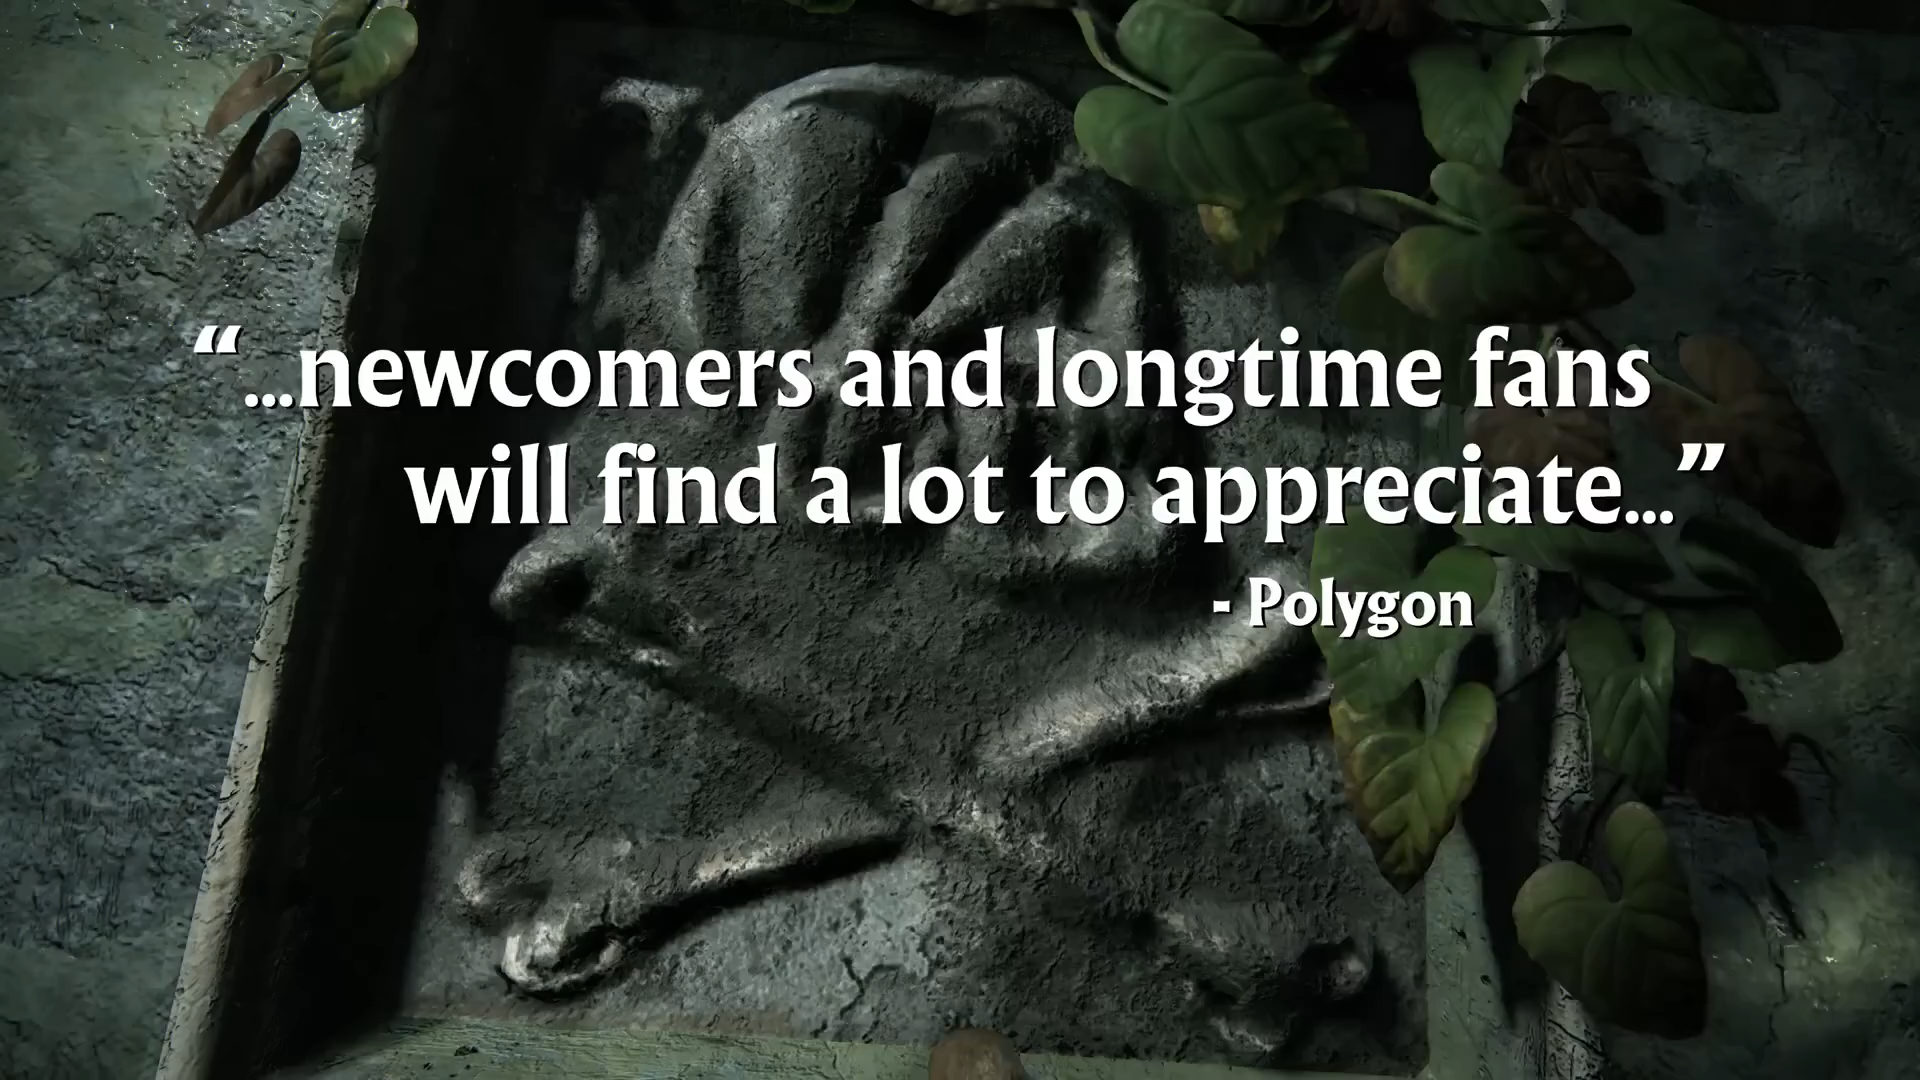 “...newcomers and longtime fans
will find a lot to appreciate...”
- Polygon